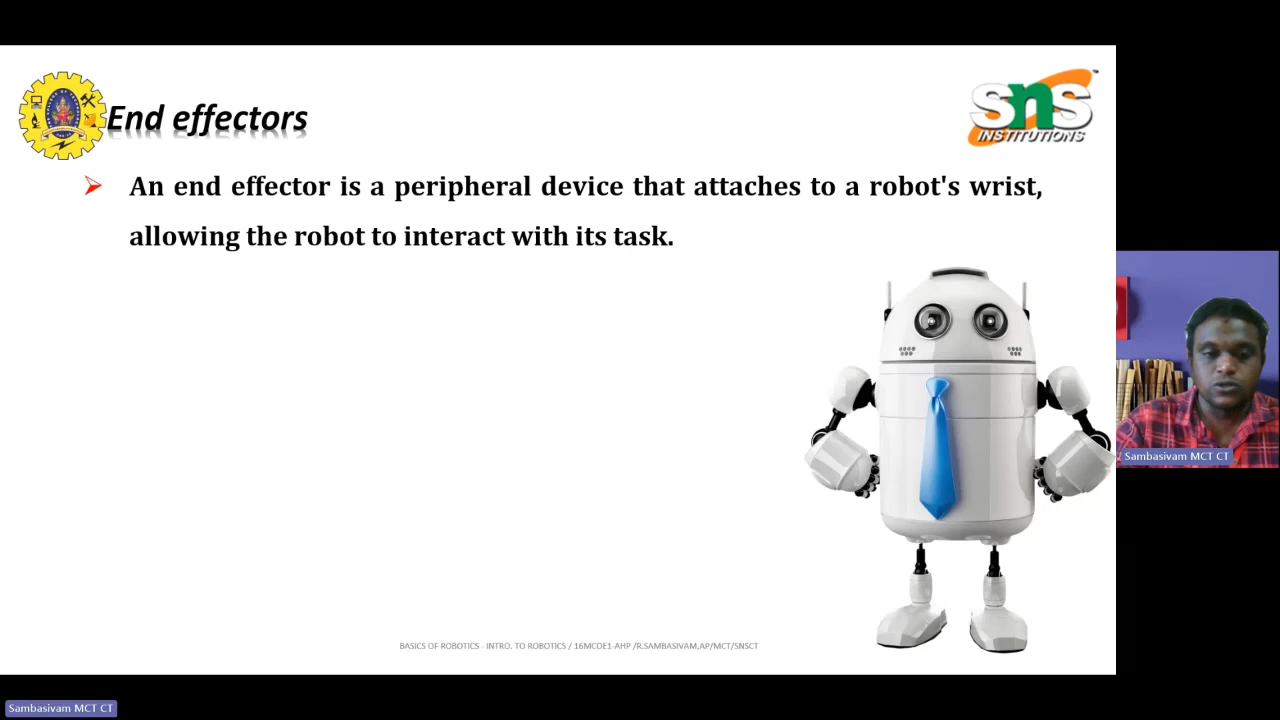 End effectors
SNS
INSTITUTIONS
An end effector is a peripheral device that attaches to a robot's wrist,
allowing the robot to interact with its task.
Sambasivam MCT CT
BASICS OF ROBOTICS - INTRO. TO ROBOTICS / 16MCOE1-AHP /R.SAMBASIVAM,AP/MCT/SNSCT
Sambasivam MCT CT